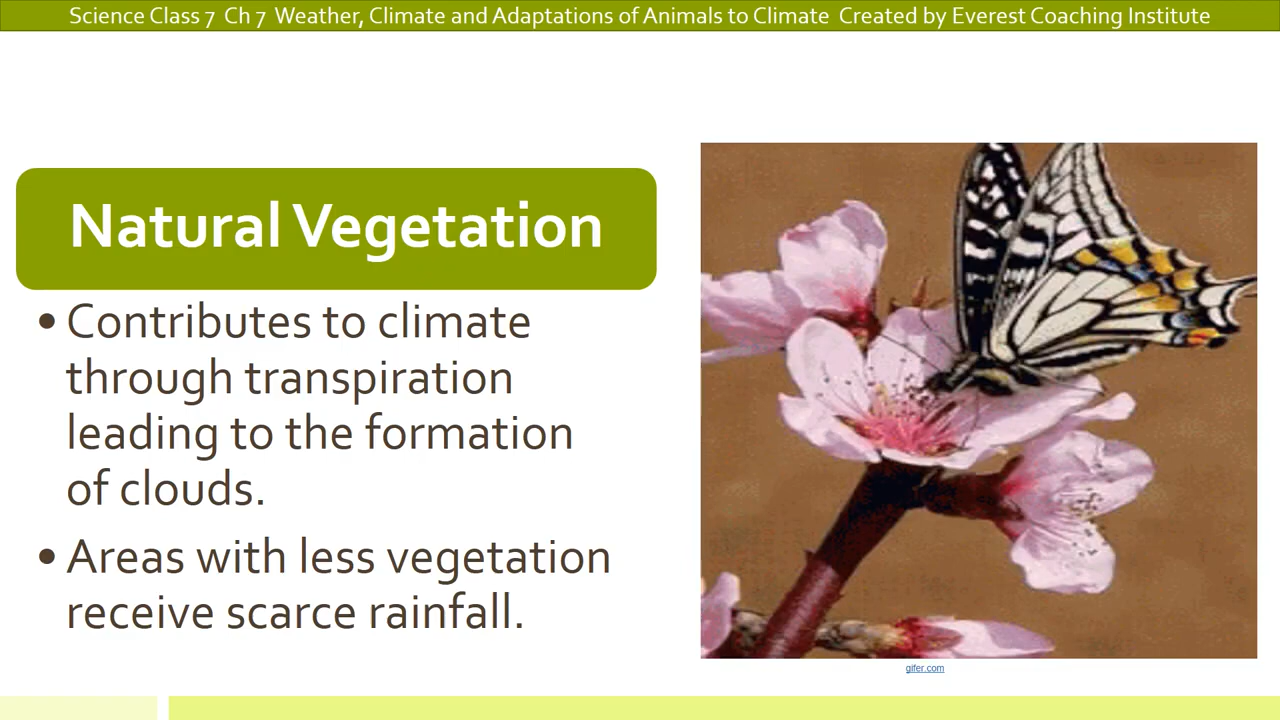 Science Class 7 Ch 7 Weather, Climate and Adaptations of Animals to Climate Created by Everest Coaching Institute
Natural Vegetation
• Contributes to climate
through transpiration
leading to the formation
of clouds.
• Areas with less vegetation
receive scarce rainfall.
gifer.com